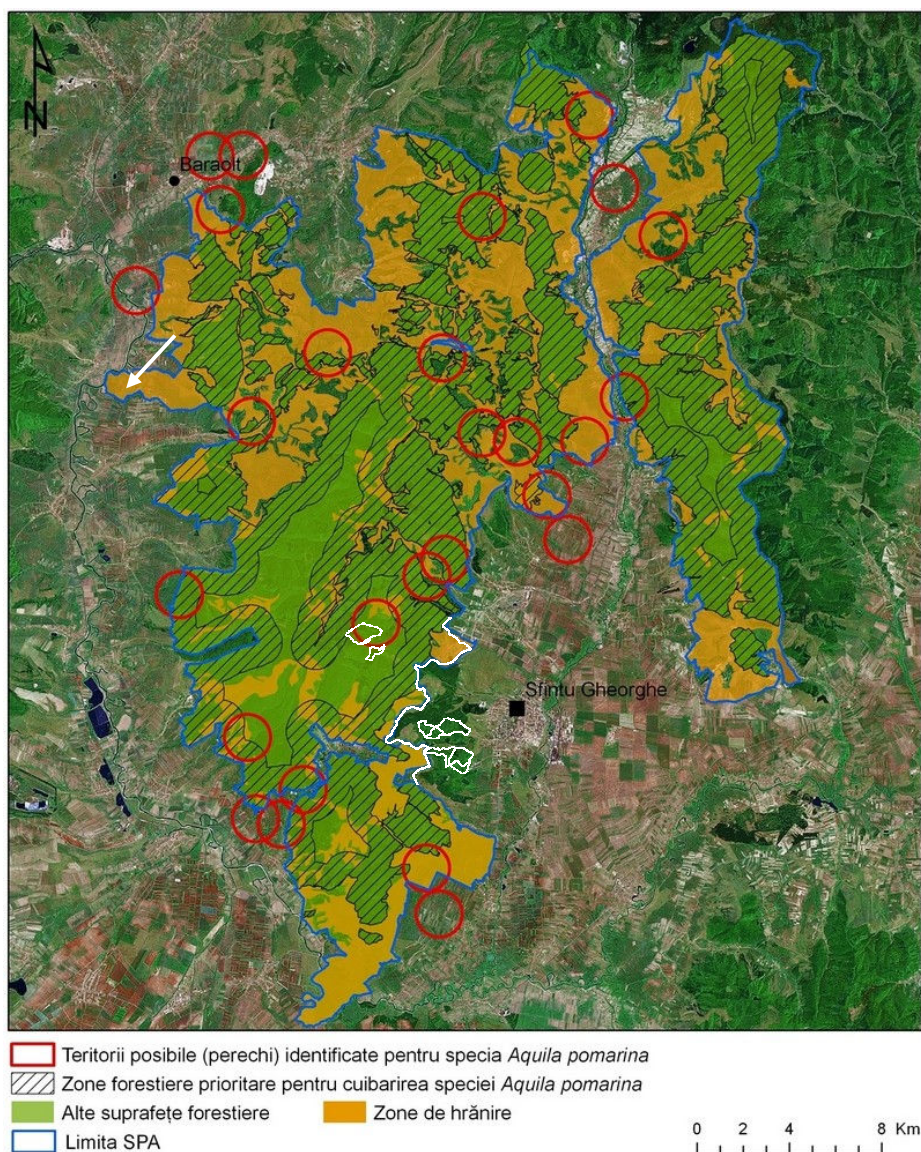 N
Baraolt
Sfintu Gheorghe
Teritorii posibile (perechi) identificate pentru specia Aquila pomarina
Zone forestiere prioritare pentru cuibarirea speciei Aquila pomarina
Alte suprafețe forestiere
Zone de hrănire
Limita SPA
0 2 4 8 Km